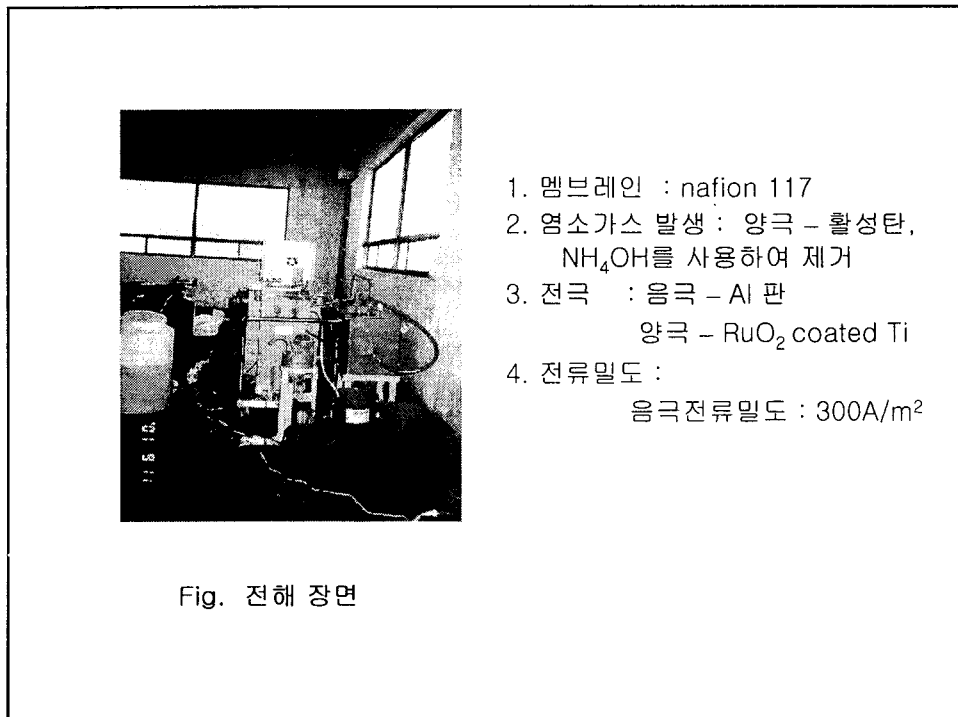 1. 멤브레인 : nafion 117
2. 염소가스 발생 : 양극 – 활성탄,
NH₄OH를 사용하여 제거
3. 전극 : 음극 – Al 판
양극 – RuO₂ coated Ti
4. 전류밀도 :
음극전류밀도 : 300A/m²
Fig. 전해 장면